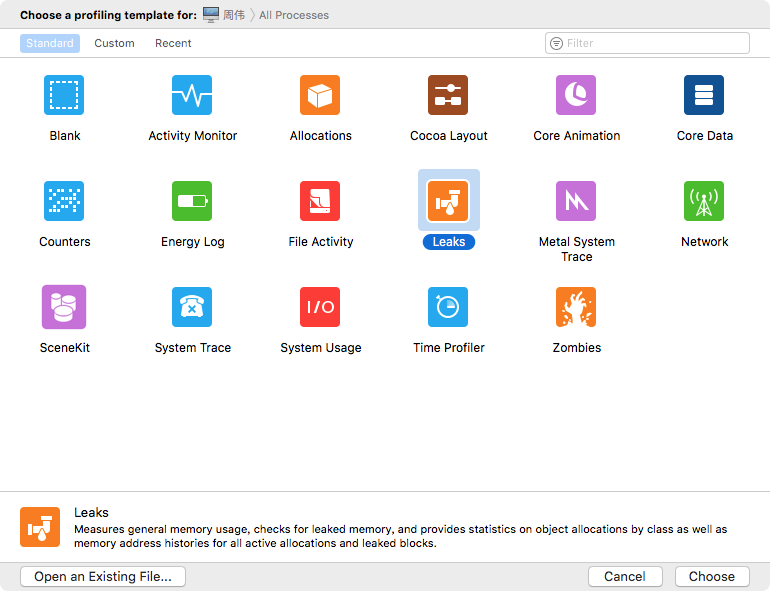 Choose a profiling template for: 周伟 All Processes
Standard Custom Recent Filter
Blank Activity Monitor Allocations Cocoa Layout Core Animation Core Data
Counters Energy Log File Activity Leaks Metal System Trace Network
I/O
SceneKit System Trace System Usage Time Profiler Zombies
Leaks
Measures general memory usage, checks for leaked memory, and provides statistics on object allocations by class as well as
memory address histories for all active allocations and leaked blocks.
Open an Existing File... Cancel Choose